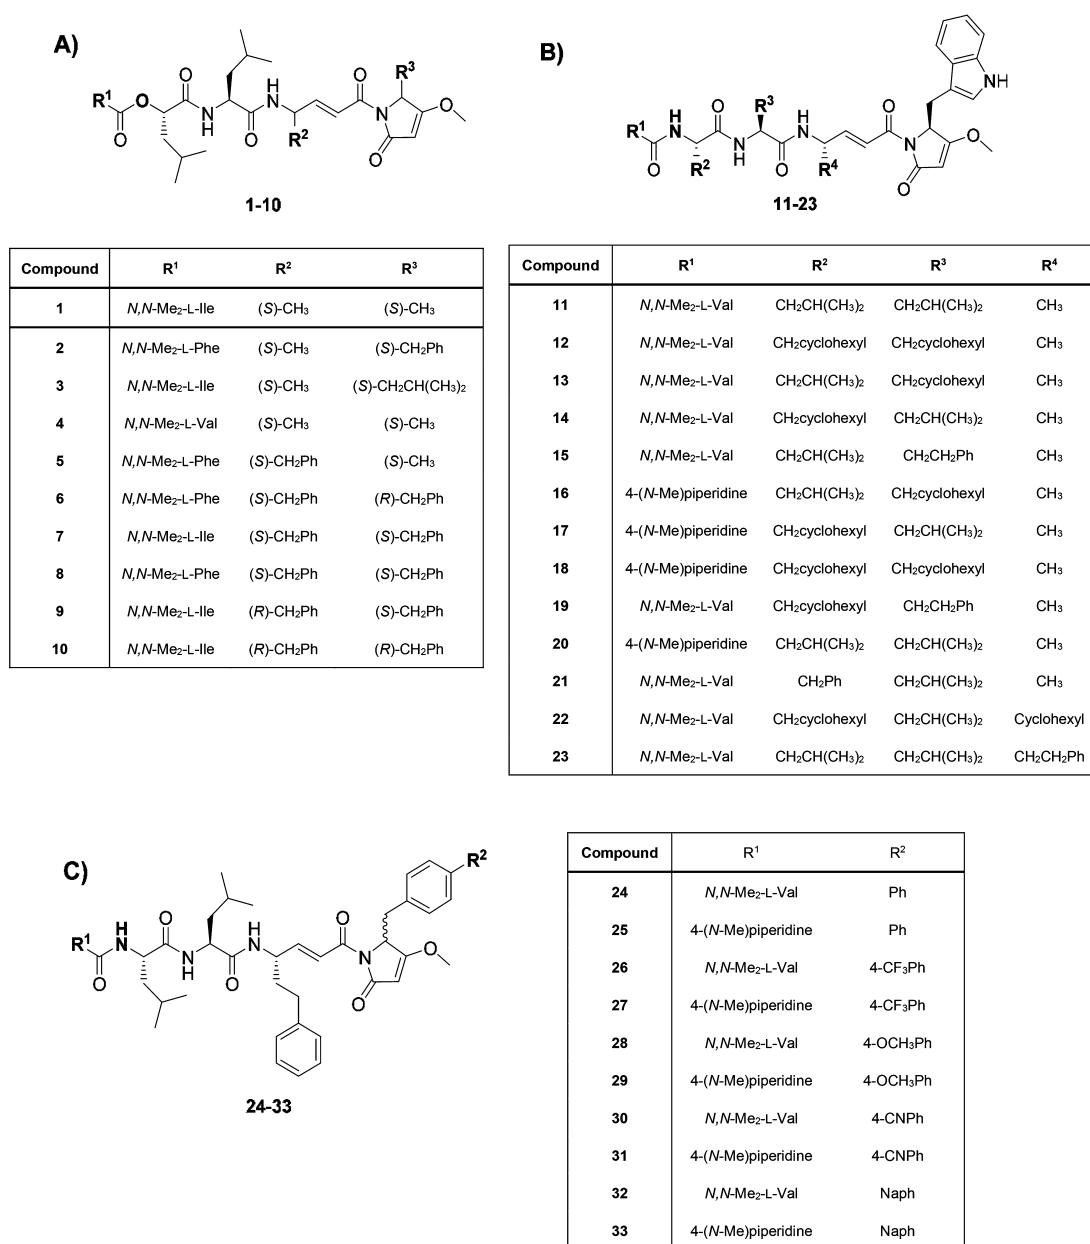 A)
R1
O
O
O
N
H
O
H
N
R2
O
N
R3
O
O
1-10
Compound R1 R2 R3
1 N,N-Me2-L-Ile (S)-CH3 (S)-CH3
2 N,N-Me2-L-Phe (S)-CH3 (S)-CH2Ph
3 N,N-Me2-L-Ile (S)-CH3 (S)-CH2CH(CH3)2
4 N,N-Me2-L-Val (S)-CH3 (S)-CH3
5 N,N-Me2-L-Phe (S)-CH2Ph (S)-CH3
6 N,N-Me2-L-Phe (S)-CH2Ph (R)-CH2Ph
7 N,N-Me2-L-Ile (S)-CH2Ph (S)-CH2Ph
8 N,N-Me2-L-Phe (S)-CH2Ph (S)-CH2Ph
9 N,N-Me2-L-Ile (R)-CH2Ph (S)-CH2Ph
10 N,N-Me2-L-Ile (R)-CH2Ph (R)-CH2Ph
B)
R1
O
H
N
R2
O
N
H
R3
O
H
N
R4
O
N
O
O
NH
11-23
Compound R1 R2 R3 R4
11 N,N-Me2-L-Val CH2CH(CH3)2 CH2CH(CH3)2 CH3
12 N,N-Me2-L-Val CH2cyclohexyl CH2cyclohexyl CH3
13 N,N-Me2-L-Val CH2CH(CH3)2 CH2cyclohexyl CH3
14 N,N-Me2-L-Val CH2cyclohexyl CH2CH(CH3)2 CH3
15 N,N-Me2-L-Val CH2CH(CH3)2 CH2CH2Ph CH3
16 4-(N-Me)piperidine CH2CH(CH3)2 CH2cyclohexyl CH3
17 4-(N-Me)piperidine CH2cyclohexyl CH2CH(CH3)2 CH3
18 4-(N-Me)piperidine CH2cyclohexyl CH2cyclohexyl CH3
19 N,N-Me2-L-Val CH2cyclohexyl CH2CH2Ph CH3
20 4-(N-Me)piperidine CH2CH(CH3)2 CH2CH(CH3)2 CH3
21 N,N-Me2-L-Val CH2Ph CH2CH(CH3)2 CH3
22 N,N-Me2-L-Val CH2cyclohexyl CH2CH(CH3)2 Cyclohexyl
23 N,N-Me2-L-Val CH2CH(CH3)2 CH2CH(CH3)2 CH2CH2Ph
C)
R1
O
H
N
O
N
H
O
H
N
O
N
O
O
R2
24-33
Compound R1 R2
24 N,N-Me2-L-Val Ph
25 4-(N-Me)piperidine Ph
26 N,N-Me2-L-Val 4-CF3Ph
27 4-(N-Me)piperidine 4-CF3Ph
28 N,N-Me2-L-Val 4-OCH3Ph
29 4-(N-Me)piperidine 4-OCH3Ph
30 N,N-Me2-L-Val 4-CNPh
31 4-(N-Me)piperidine 4-CNPh
32 N,N-Me2-L-Val Naph
33 4-(N-Me)piperidine Naph